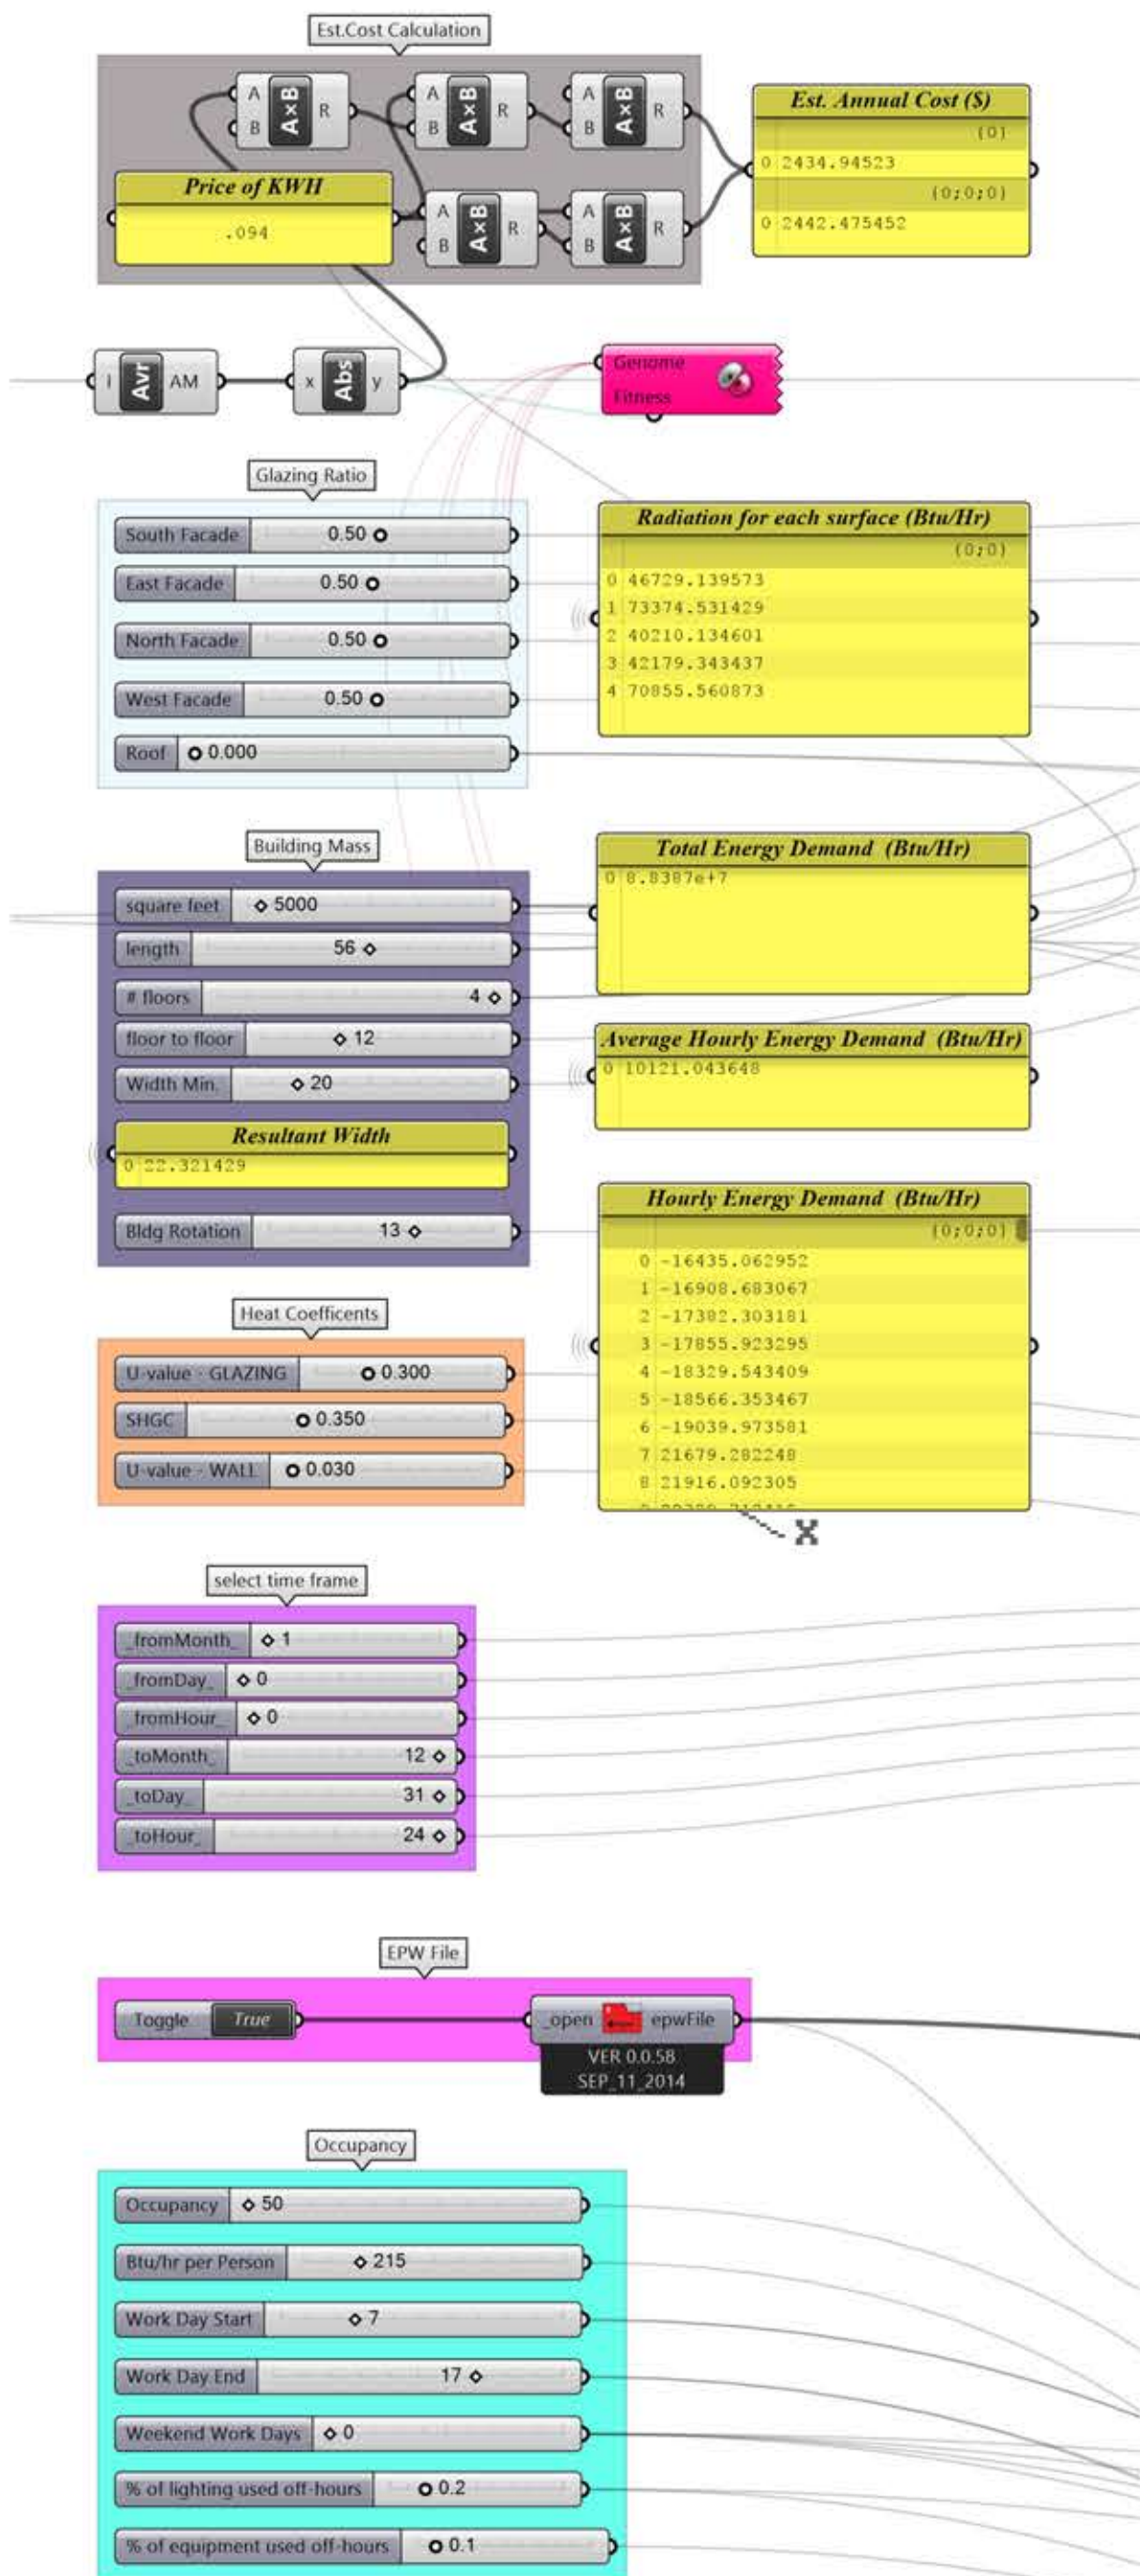 Est.Cost Calculation
A
B
A×B
R
A
B
A×B
R
A
B
A×B
R
Price of KWH
.094
A
B
A×B
R
A
B
A×B
R
Est. Annual Cost ($)
{0}
0 2434.94523
{0;0;0}
0 2442.475452
I
Avr
AM
x
Abs
y
Genome
Fitness
Glazing Ratio
South Facade 0.50
East Facade 0.50
North Facade 0.50
West Facade 0.50
Roof 0.000
Radiation for each surface (Btu/Hr)
{0;0}
0 46729.139573
1 73374.531429
2 40210.134601
3 42179.343437
4 70855.560873
Building Mass
square feet 5000
length 56
# floors 4
floor to floor 12
Width Min. 20
Resultant Width
0 22.321429
Bldg Rotation 13
Total Energy Demand (Btu/Hr)
0 8.8387e+7
Average Hourly Energy Demand (Btu/Hr)
0 10121.043648
Hourly Energy Demand (Btu/Hr)
{0;0;0}
0 -16435.062952
1 -16908.683067
2 -17382.303181
3 -17855.923295
4 -18329.543409
5 -18566.353467
6 -19039.973581
7 21679.282248
8 21916.092305
Heat Coefficents
U-value - GLAZING 0.300
SHGC 0.350
U-value - WALL 0.030
select time frame
_fromMonth_ 1
_fromDay_ 0
_fromHour_ 0
_toMonth_ 12
_toDay_ 31
_toHour_ 24
EPW File
Toggle True
_open epwFile
VER 0.0.58
SEP_11_2014
Occupancy
Occupancy 50
Btu/hr per Person 215
Work Day Start 7
Work Day End 17
Weekend Work Days 0
% of lighting used off-hours 0.2
% of equipment used off-hours 0.1